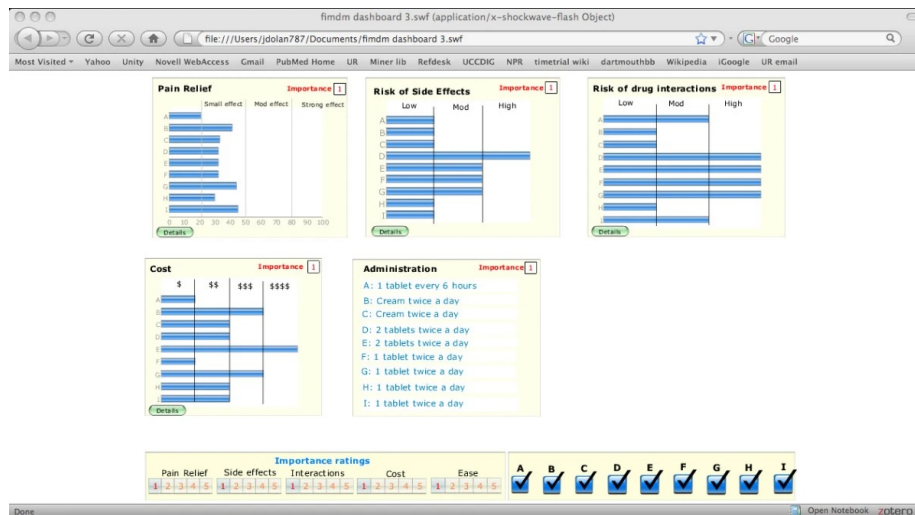 fimdm dashboard 3.swf (application/x-shockwave-flash Object)
file:///Users/jdolan787/Documents/fimdm dashboard 3.swf
Google
Most Visited Yahoo Unity Novell WebAccess Gmail PubMed Home UR Miner lib Refdesk UCCDIG NPR timetrial wiki dartmouthbb Wikipedia iGoogle UR email
Pain Relief Importance 1
Small effect Mod effect Strong effect
A
B
C
D
E
F
G
H
I
0 10 20 30 40 50 60 70 80 90 100
Details
Risk of Side Effects Importance 1
Low Mod High
A
B
C
D
E
F
G
H
I
Details
Risk of drug interactions Importance 1
Low Mod High
A
B
C
D
E
F
G
H
I
Details
Cost Importance 1
$ $$ $$$ $$$$
A
B
C
D
E
F
G
H
I
Details
Administration Importance 1
A: 1 tablet every 6 hours
B: Cream twice a day
C: Cream twice a day
D: 2 tablets twice a day
E: 2 tablets twice a day
F: 1 tablet twice a day
G: 1 tablet twice a day
H: 1 tablet twice a day
I: 1 tablet twice a day
Importance ratings
Pain Relief Side effects Interactions Cost Ease
1 2 3 4 5 1 2 3 4 5 1 2 3 4 5 1 2 3 4 5 1 2 3 4 5
A B C D E F G H I
Done Open Notebook zotero